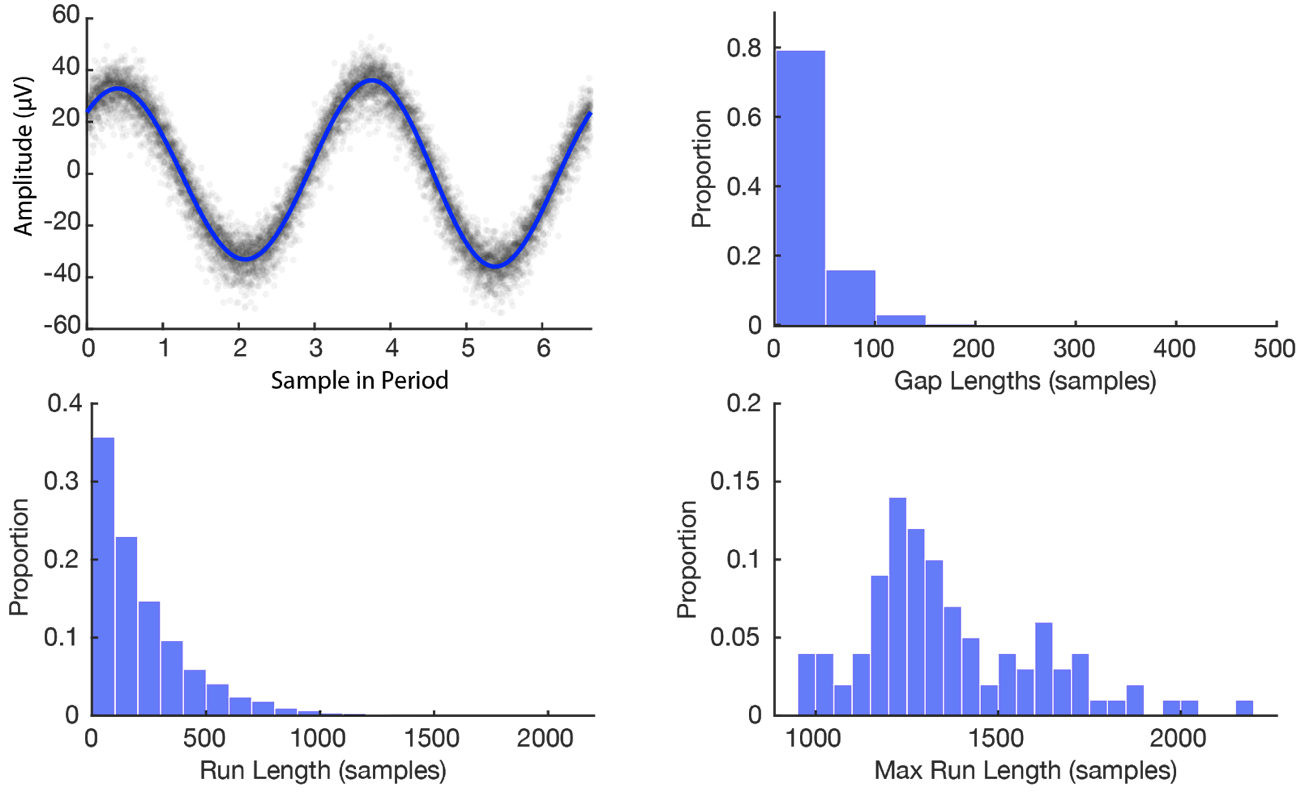 60
40
20
0
-20
-40
-60
Amplitude (µV)
0 1 2 3 4 5 6
Sample in Period
0.8
0.6
0.4
0.2
0
Proportion
0 100 200 300 400 500
Gap Lengths (samples)
0.4
0.3
0.2
0.1
0
Proportion
0 500 1000 1500 2000
Run Length (samples)
0.2
0.15
0.1
0.05
0
Proportion
1000 1500 2000
Max Run Length (samples)